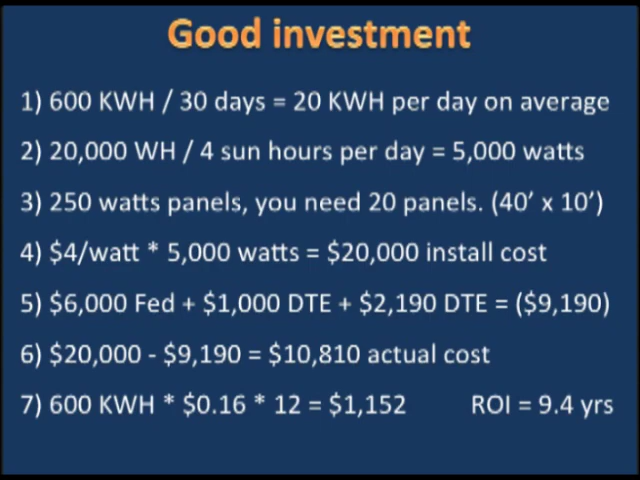 Good investment
1) 600 KWH / 30 days = 20 KWH per day on average
2) 20,000 WH / 4 sun hours per day = 5,000 watts
3) 250 watts panels, you need 20 panels. (40’ x 10’)
4) $4/watt * 5,000 watts = $20,000 install cost
5) $6,000 Fed + $1,000 DTE + $2,190 DTE = ($9,190)
6) $20,000 - $9,190 = $10,810 actual cost
7) 600 KWH * $0.16 * 12 = $1,152 ROI = 9.4 yrs